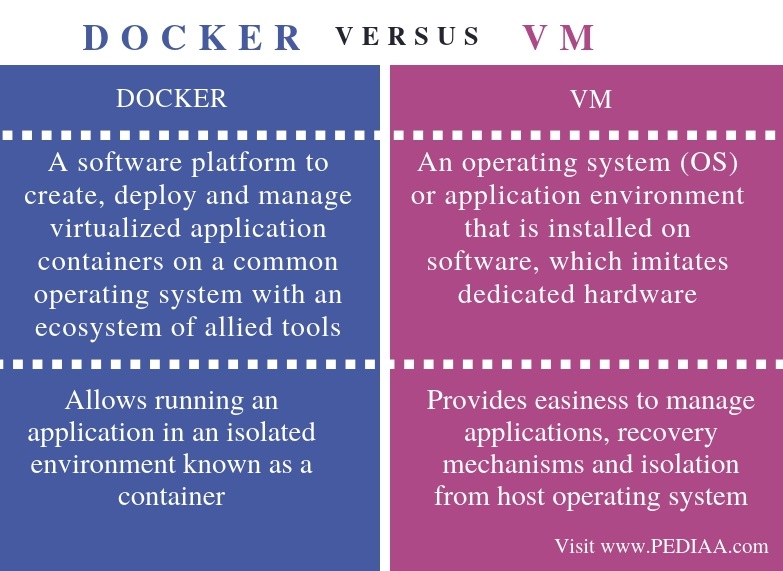 DOCKER VERSUS VM
DOCKER
A software platform to
create, deploy and manage
virtualized application
containers on a common
operating system with an
ecosystem of allied tools
Allows running an
application in an isolated
environment known as a
container
VM
An operating system (OS)
or application environment
that is installed on
software, which imitates
dedicated hardware
Provides easiness to manage
applications, recovery
mechanisms and isolation
from host operating system
Visit www.PEDIAA.com